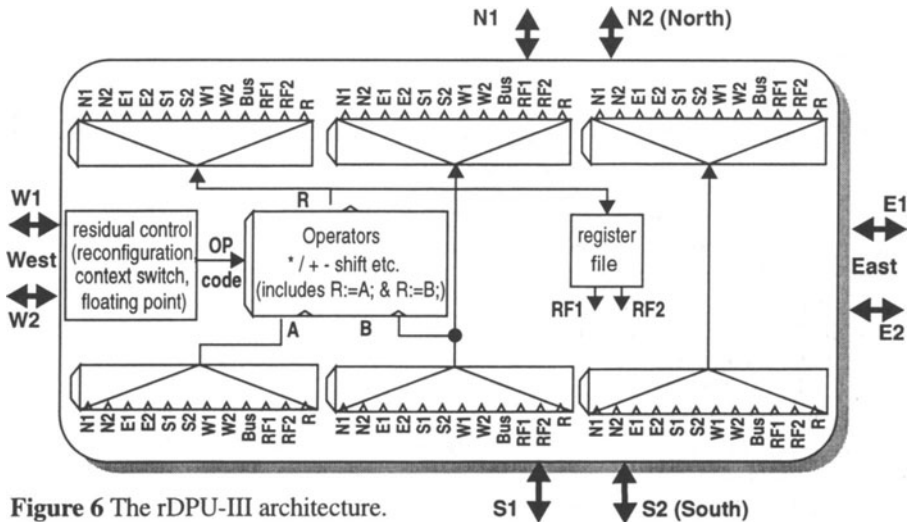 N1 N2 (North)
N1 N2 E1 E2 S1 S2 W1 W2 Bus RF1 RF2 R
N1 N2 E1 E2 S1 S2 W1 W2 Bus RF1 RF2 R
N1 N2 E1 E2 S1 S2 W1 W2 Bus RF1 RF2 R
W1
West
W2
residual control
(reconfiguration,
context switch,
floating point)
OP
code
R
Operators
* / + - shift etc.
(includes R:=A; & R:=B;)
A B
register
file
RF1 RF2
E1
East
E2
N1 N2 E1 E2 S1 S2 W1 W2 Bus RF1 RF2 R
N1 N2 E1 E2 S1 S2 W1 W2 Bus RF1 RF2 R
N1 N2 E1 E2 S1 S2 W1 W2 Bus RF1 RF2 R
Figure 6 The rDPU-III architecture.
S1 S2 (South)